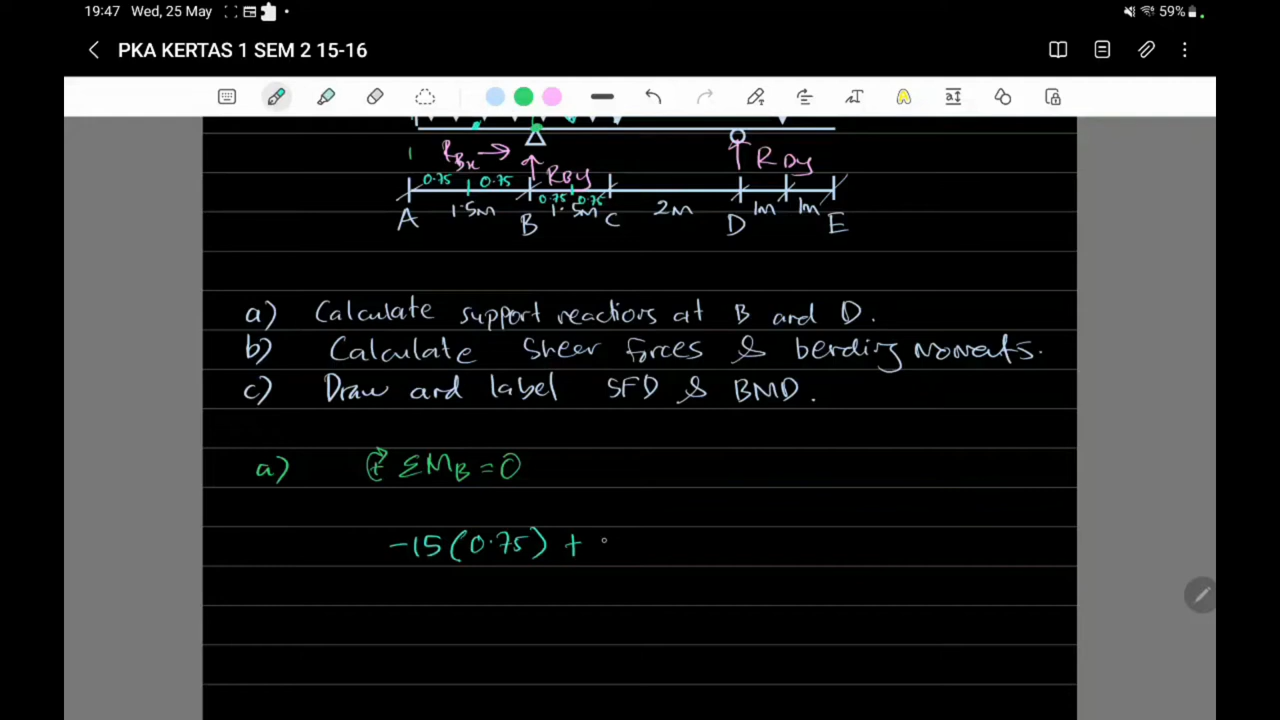 19:47 Wed, 25 May 59%
PKA KERTAS 1 SEM 2 15-16
RBx → RBy RDy
0.75 0.75 0.75 0.75
1.5m 1.5m 2m 1m 1m
A B C D E
a) Calculate support reactions at B and D.
b) Calculate Shear forces & bending moments.
c) Draw and label SFD & BMD.
a) + ΣMB = 0
-15(0.75) +